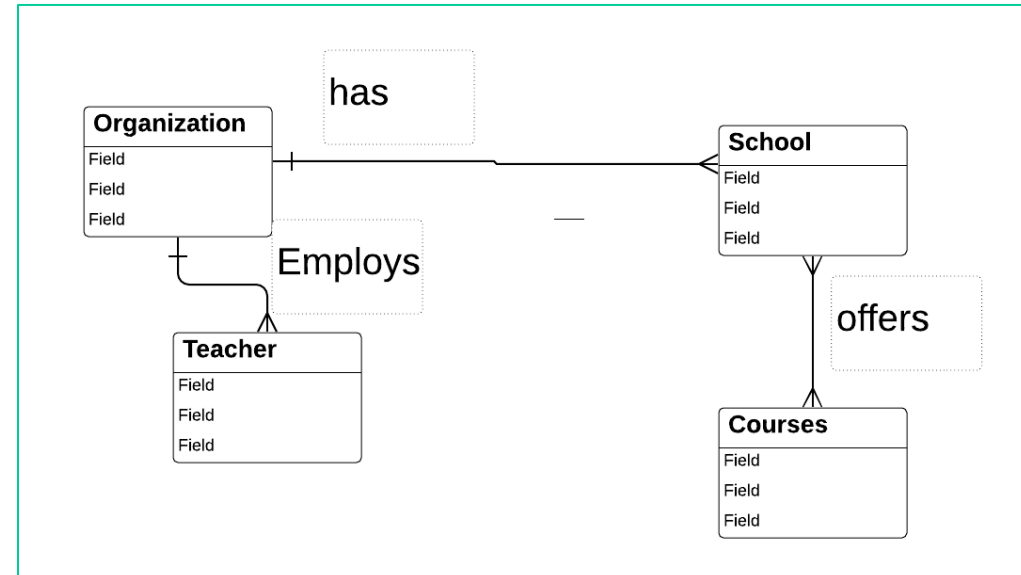 has
Organization
Field
Field
Field
School
Field
Field
Field
Employs
offers
Teacher
Field
Field
Field
Courses
Field
Field
Field